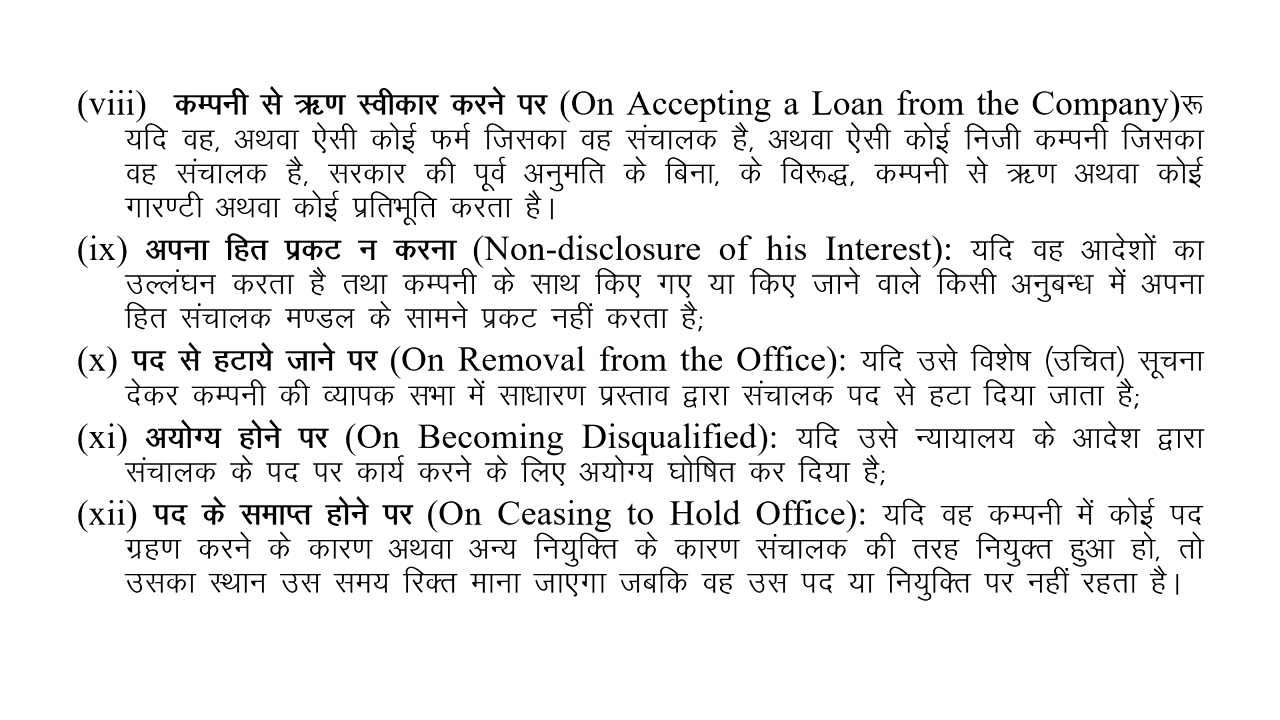 (viii) कम्पनी से ऋण स्वीकार करने पर (On Accepting a Loan from the Company)रू
यदि वह, अथवा ऐसी कोई फर्म जिसका वह संचालक है, अथवा ऐसी कोई निजी कम्पनी जिसका
वह संचालक है, सरकार की पूर्व अनुमति के बिना, के विरूद्ध, कम्पनी से ऋण अथवा कोई
गारण्टी अथवा कोई प्रतिभूति करता है।
(ix) अपना हित प्रकट न करना (Non-disclosure of his Interest): यदि वह आदेशों का
उल्लंघन करता है तथा कम्पनी के साथ किए गए या किए जाने वाले किसी अनुबन्ध में अपना
हित संचालक मण्डल के सामने प्रकट नहीं करता है;
(x) पद से हटाये जाने पर (On Removal from the Office): यदि उसे विशेष (उचित) सूचना
देकर कम्पनी की व्यापक सभा में साधारण प्रस्ताव द्वारा संचालक पद से हटा दिया जाता है;
(xi) अयोग्य होने पर (On Becoming Disqualified): यदि उसे न्यायालय के आदेश द्वारा
संचालक के पद पर कार्य करने के लिए अयोग्य घोषित कर दिया है;
(xii) पद के समाप्त होने पर (On Ceasing to Hold Office): यदि वह कम्पनी में कोई पद
ग्रहण करने के कारण अथवा अन्य नियुक्ति के कारण संचालक की तरह नियुक्त हुआ हो, तो
उसका स्थान उस समय रिक्त माना जाएगा जबकि वह उस पद या नियुक्ति पर नहीं रहता है।